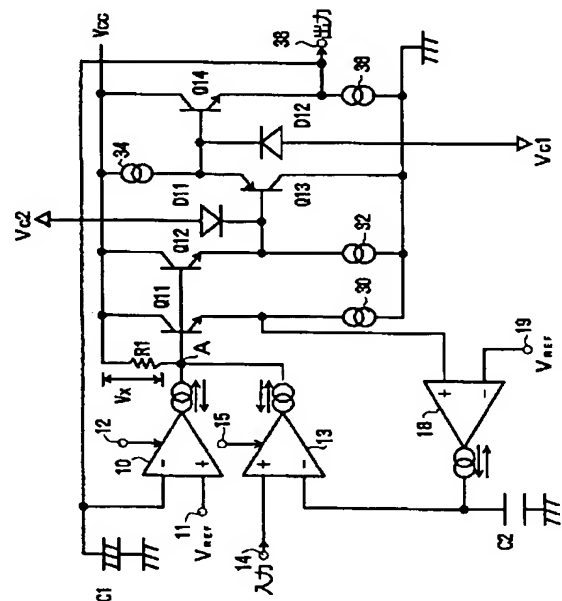 Vcc
Vc2
34
Q14
38
出力
D11
D12
Q12
Q13
Q11
R1
Vx
A
12
10
11
VREF
C1
15
13
14
入力
30
32
38
Vc1
18
19
VREF
C2
+
-
+
-
+
-